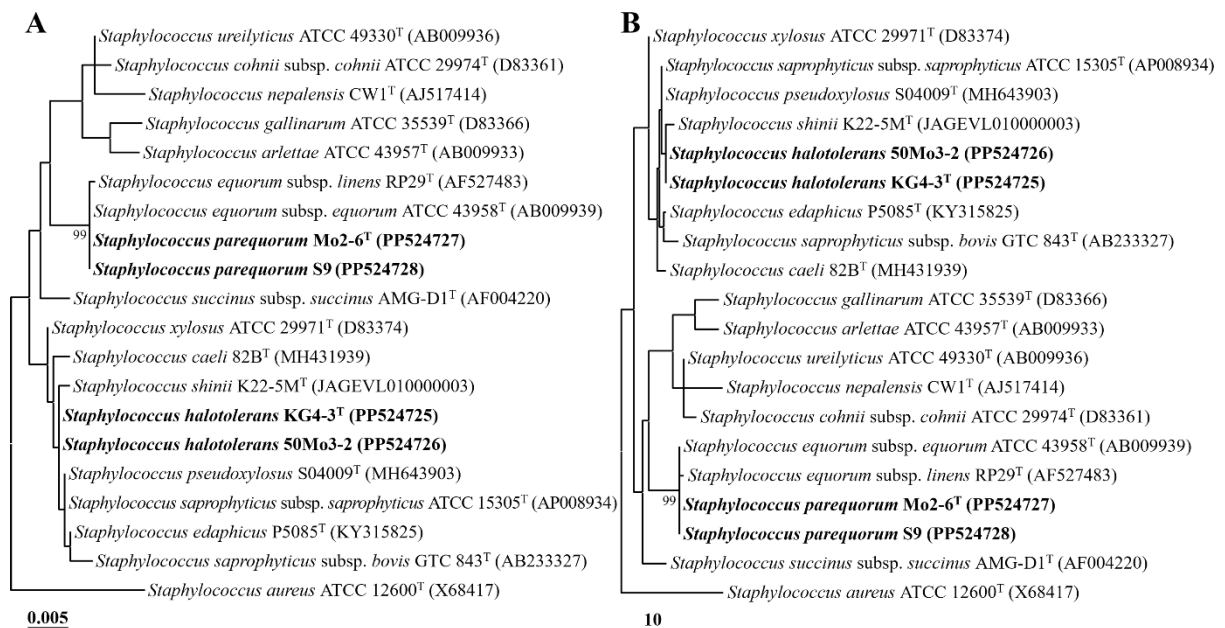 A
Staphylococcus ureilyticus ATCC 49330ᵀ (AB009936)
Staphylococcus cohnii subsp. cohnii ATCC 29974ᵀ (D83361)
Staphylococcus nepalensis CW1ᵀ (AJ517414)
Staphylococcus gallinarum ATCC 35539ᵀ (D83366)
Staphylococcus arlettae ATCC 43957ᵀ (AB009933)
Staphylococcus equorum subsp. linens RP29ᵀ (AF527483)
Staphylococcus equorum subsp. equorum ATCC 43958ᵀ (AB009939)
99
Staphylococcus parequorum Mo2-6ᵀ (PP524727)
Staphylococcus parequorum S9 (PP524728)
Staphylococcus succinus subsp. succinus AMG-D1ᵀ (AF004220)
Staphylococcus xylosus ATCC 29971ᵀ (D83374)
Staphylococcus caeli 82Bᵀ (MH431939)
Staphylococcus shinii K22-5Mᵀ (JAGEVL010000003)
Staphylococcus halotolerans KG4-3ᵀ (PP524725)
Staphylococcus halotolerans 50Mo3-2 (PP524726)
Staphylococcus pseudoxylosus S04009ᵀ (MH643903)
Staphylococcus saprophyticus subsp. saprophyticus ATCC 15305ᵀ (AP008934)
Staphylococcus edaphicus P5085ᵀ (KY315825)
Staphylococcus saprophyticus subsp. bovis GTC 843ᵀ (AB233327)
Staphylococcus aureus ATCC 12600ᵀ (X68417)
0.005
B
Staphylococcus xylosus ATCC 29971ᵀ (D83374)
Staphylococcus saprophyticus subsp. saprophyticus ATCC 15305ᵀ (AP008934)
Staphylococcus pseudoxylosus S04009ᵀ (MH643903)
Staphylococcus shinii K22-5Mᵀ (JAGEVL010000003)
Staphylococcus halotolerans 50Mo3-2 (PP524726)
Staphylococcus halotolerans KG4-3ᵀ (PP524725)
Staphylococcus edaphicus P5085ᵀ (KY315825)
Staphylococcus saprophyticus subsp. bovis GTC 843ᵀ (AB233327)
Staphylococcus caeli 82Bᵀ (MH431939)
Staphylococcus gallinarum ATCC 35539ᵀ (D83366)
Staphylococcus arlettae ATCC 43957ᵀ (AB009933)
Staphylococcus ureilyticus ATCC 49330ᵀ (AB009936)
Staphylococcus nepalensis CW1ᵀ (AJ517414)
Staphylococcus cohnii subsp. cohnii ATCC 29974ᵀ (D83361)
Staphylococcus equorum subsp. equorum ATCC 43958ᵀ (AB009939)
Staphylococcus equorum subsp. linens RP29ᵀ (AF527483)
99
Staphylococcus parequorum Mo2-6ᵀ (PP524727)
Staphylococcus parequorum S9 (PP524728)
Staphylococcus succinus subsp. succinus AMG-D1ᵀ (AF004220)
Staphylococcus aureus ATCC 12600ᵀ (X68417)
10